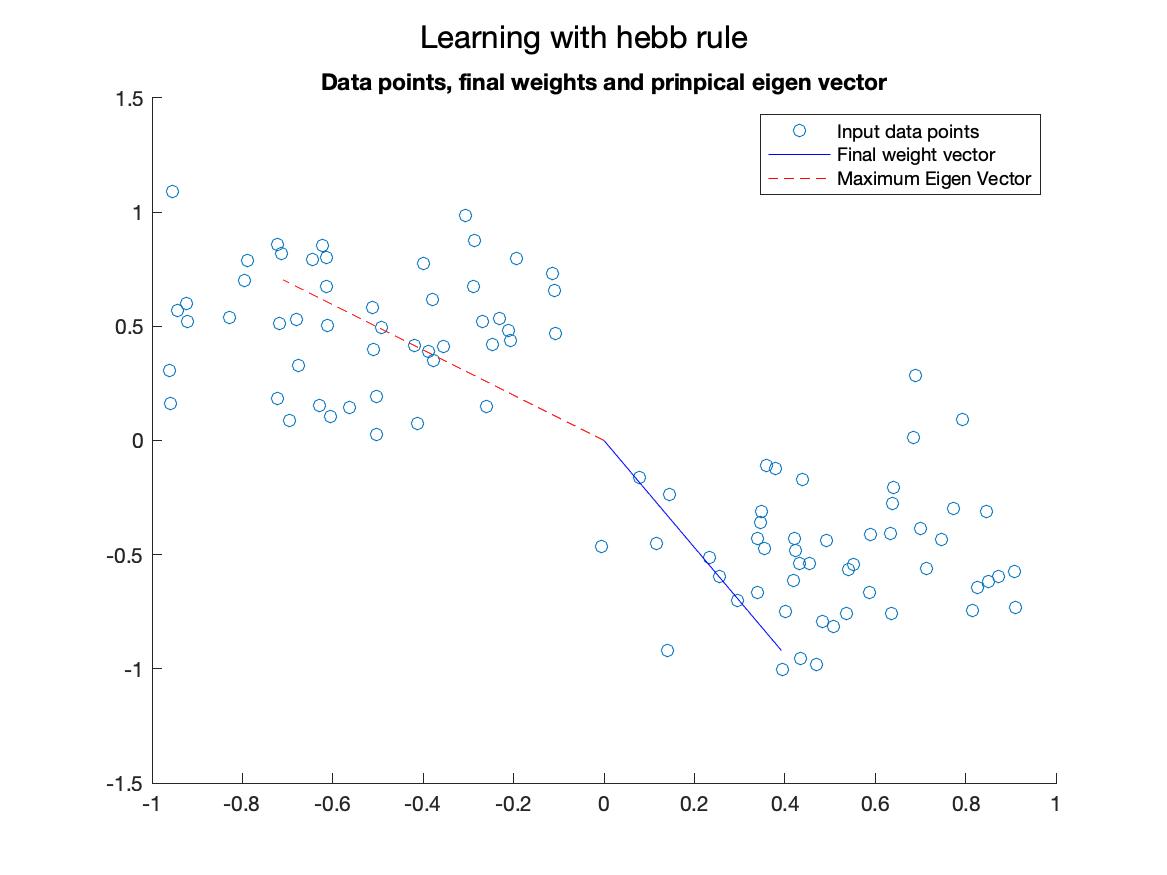 Learning with hebb rule
Data points, final weights and prinpical eigen vector
Input data points
Final weight vector
Maximum Eigen Vector
1.5
1
0.5
0
-0.5
-1
-1.5
-1 -0.8 -0.6 -0.4 -0.2 0 0.2 0.4 0.6 0.8 1